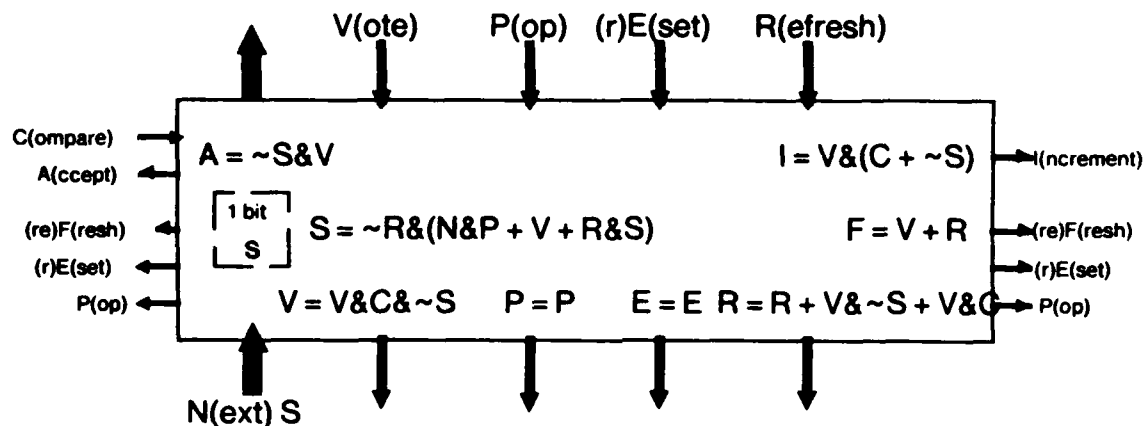 V(ote) P(op) (r)E(set) R(efresh)
C(ompare)
A = ~S&V I = V&(C + ~S) I(ncrement)
A(ccept)
1 bit
(re)F(resh) S = ~R&(N&P + V + R&S) F = V + R (re)F(resh)
S
(r)E(set) (r)E(set)
P(op) V = V&C&~S P = P E = E R = R + V&~S + V&C P(op)
N(ext) S